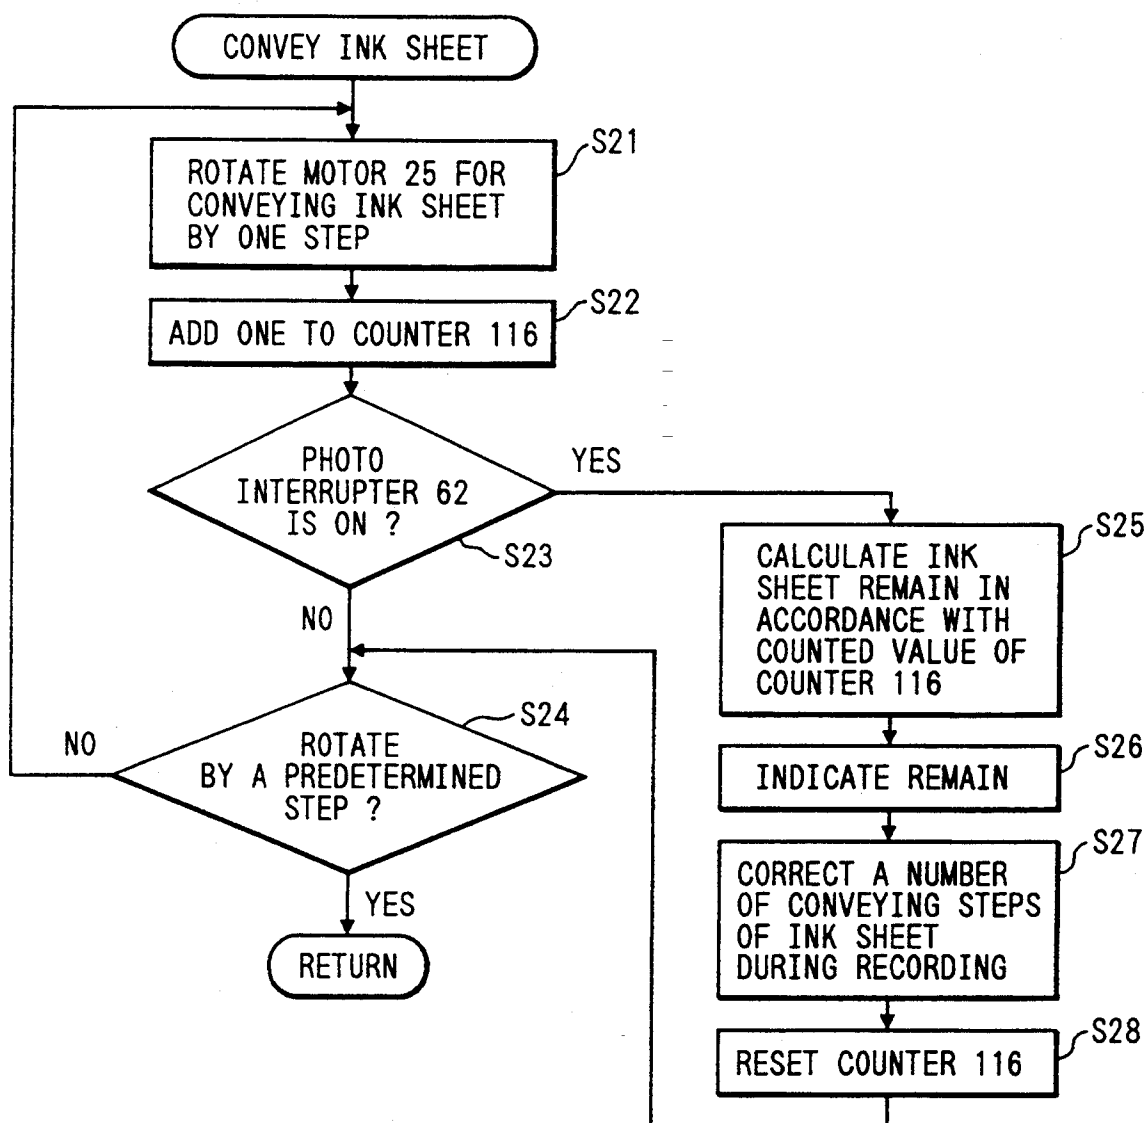 CONVEY INK SHEET
S21
ROTATE MOTOR 25 FOR
CONVEYING INK SHEET
BY ONE STEP
S22
ADD ONE TO COUNTER 116
PHOTO
INTERRUPTER 62
IS ON ?
YES
S23
NO
S24
ROTATE
BY A PREDETERMINED
STEP ?
NO
YES
RETURN
S25
CALCULATE INK
SHEET REMAIN IN
ACCORDANCE WITH
COUNTED VALUE OF
COUNTER 116
S26
INDICATE REMAIN
S27
CORRECT A NUMBER
OF CONVEYING STEPS
OF INK SHEET
DURING RECORDING
S28
RESET COUNTER 116